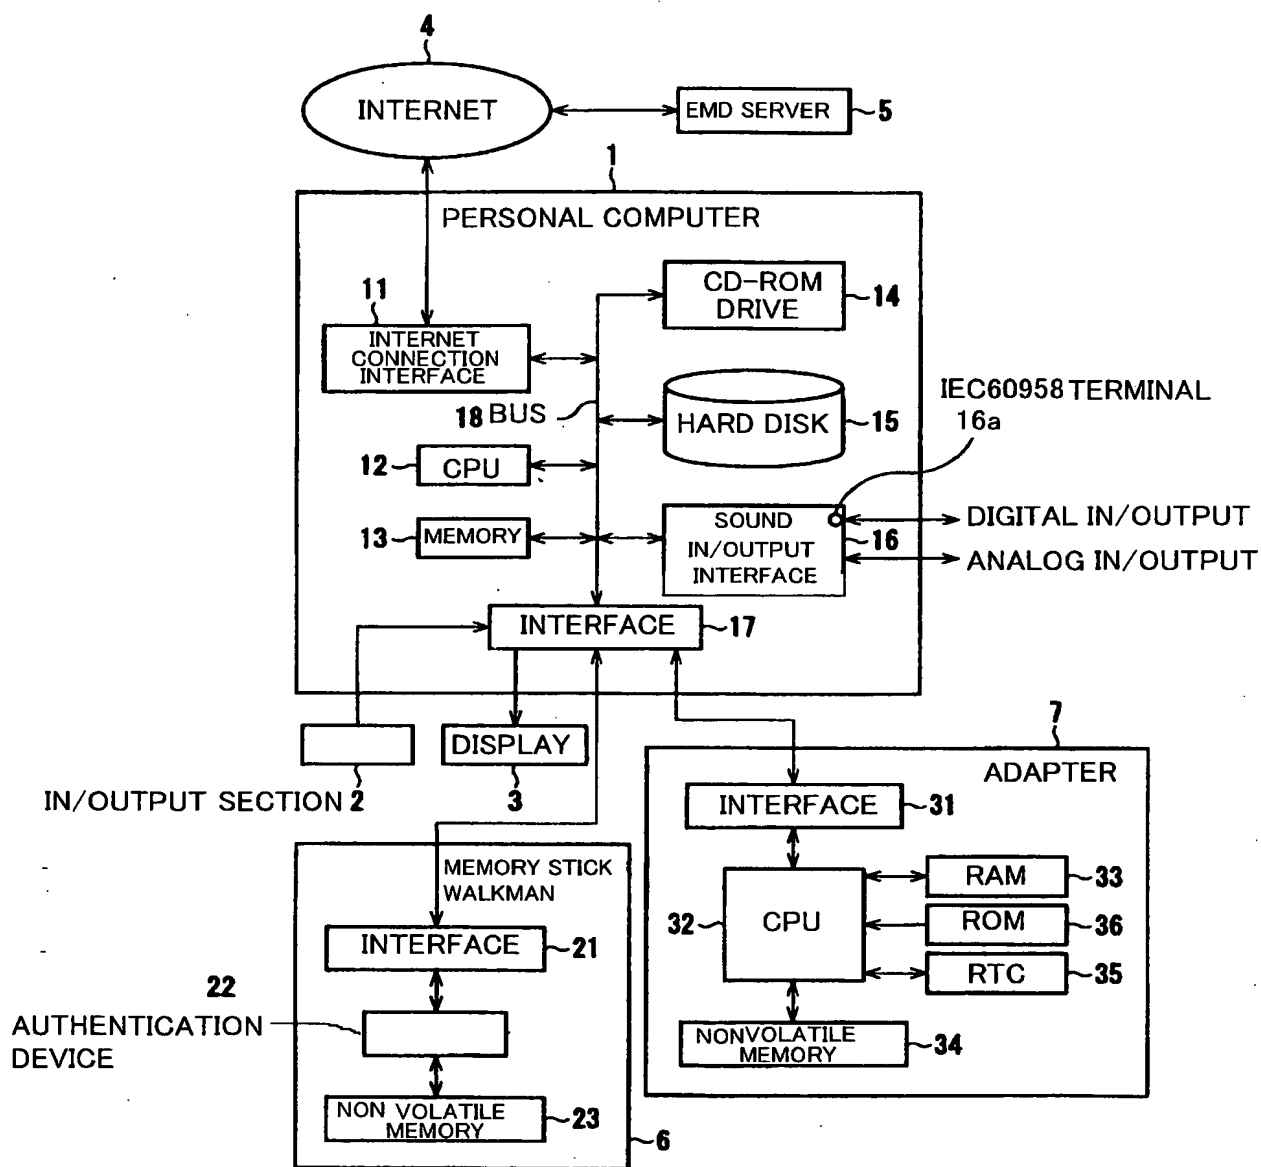 4
INTERNET
EMD SERVER 5
1
PERSONAL COMPUTER
11
INTERNET
CONNECTION
INTERFACE
CD-ROM
DRIVE
14
18 BUS
HARD DISK 15
IEC60958 TERMINAL
16a
12 CPU
13 MEMORY
SOUND
IN/OUTPUT
INTERFACE
16
DIGITAL IN/OUTPUT
ANALOG IN/OUTPUT
INTERFACE 17
DISPLAY
IN/OUTPUT SECTION 2
3
7
ADAPTER
INTERFACE 31
32 CPU
RAM 33
ROM 36
RTC 35
NONVOLATILE
MEMORY
34
MEMORY STICK
WALKMAN
INTERFACE 21
22
AUTHENTICATION
DEVICE
NON VOLATILE
MEMORY
23
6